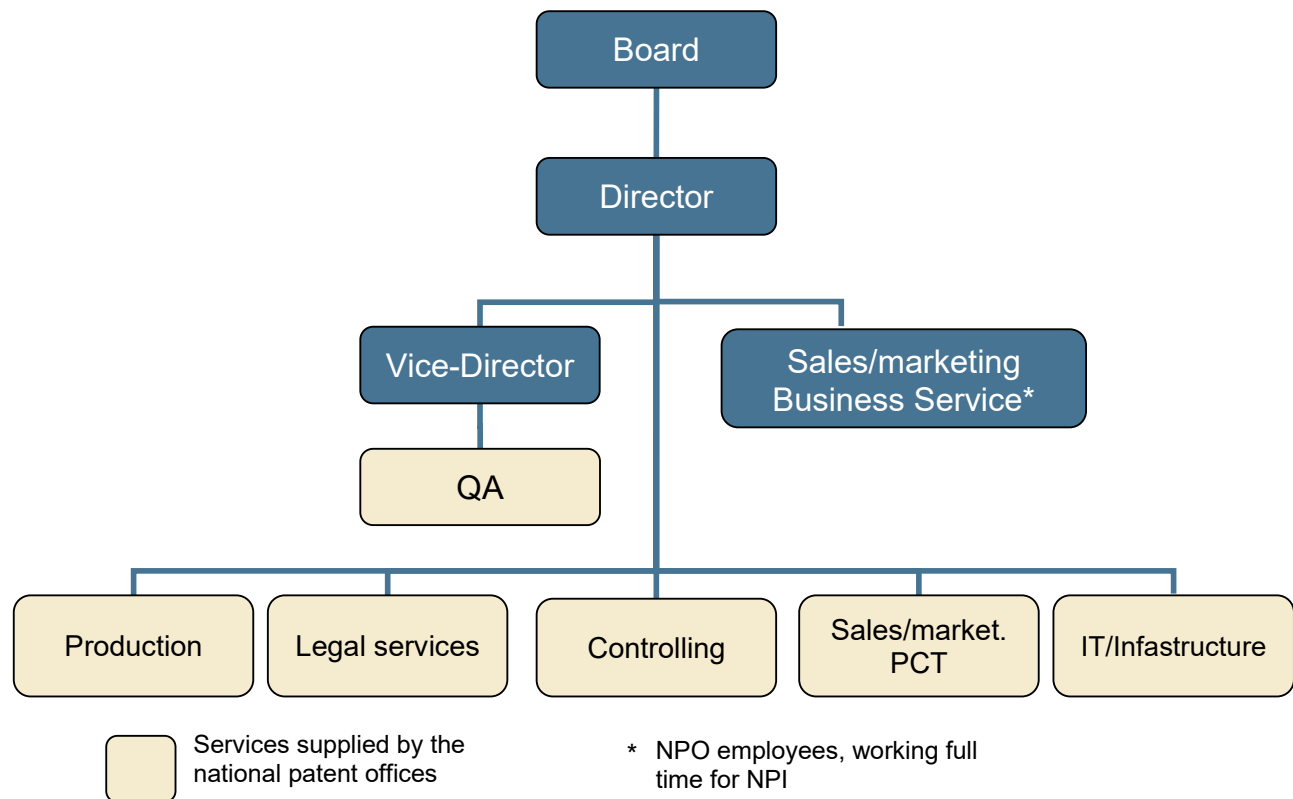 Board
Director
Vice-Director
Sales/marketing
Business Service*
QA
Production
Legal services
Controlling
Sales/market.
PCT
IT/Infastructure
Services supplied by the
national patent offices
* NPO employees, working full
time for NPI